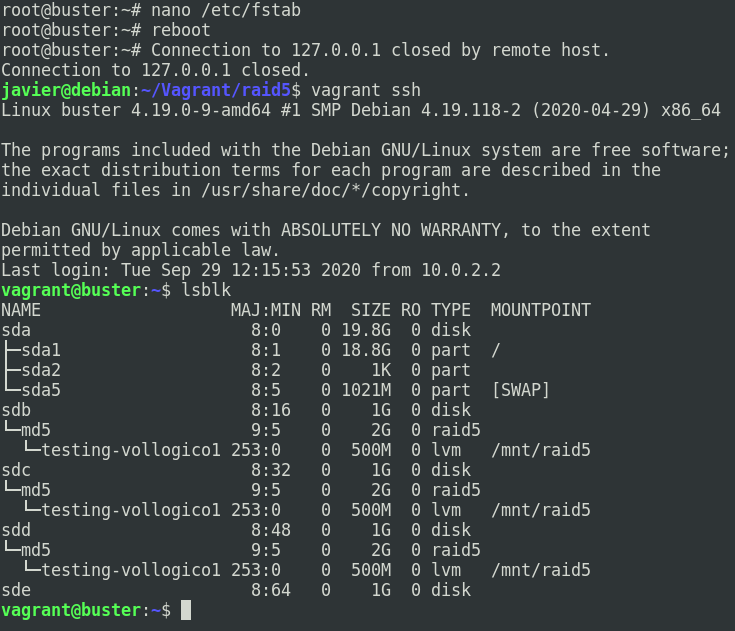 root@buster:~# nano /etc/fstab
root@buster:~# reboot
root@buster:~# Connection to 127.0.0.1 closed by remote host.
Connection to 127.0.0.1 closed.
javier@debian:~/Vagrant/raid5$ vagrant ssh
Linux buster 4.19.0-9-amd64 #1 SMP Debian 4.19.118-2 (2020-04-29) x86_64

The programs included with the Debian GNU/Linux system are free software;
the exact distribution terms for each program are described in the
individual files in /usr/share/doc/*/copyright.

Debian GNU/Linux comes with ABSOLUTELY NO WARRANTY, to the extent
permitted by applicable law.
Last login: Tue Sep 29 12:15:53 2020 from 10.0.2.2
vagrant@buster:~$ lsblk
NAME                   MAJ:MIN RM  SIZE RO TYPE  MOUNTPOINT
sda                      8:0    0 19.8G  0 disk
├─sda1                   8:1    0 18.8G  0 part  /
├─sda2                   8:2    0    1K  0 part
└─sda5                   8:5    0 1021M  0 part  [SWAP]
sdb                      8:16   0    1G  0 disk
└─md5                    9:5    0    2G  0 raid5
  └─testing-vollogico1 253:0    0  500M  0 lvm   /mnt/raid5
sdc                      8:32   0    1G  0 disk
└─md5                    9:5    0    2G  0 raid5
  └─testing-vollogico1 253:0    0  500M  0 lvm   /mnt/raid5
sdd                      8:48   0    1G  0 disk
└─md5                    9:5    0    2G  0 raid5
  └─testing-vollogico1 253:0    0  500M  0 lvm   /mnt/raid5
sde                      8:64   0    1G  0 disk
vagrant@buster:~$